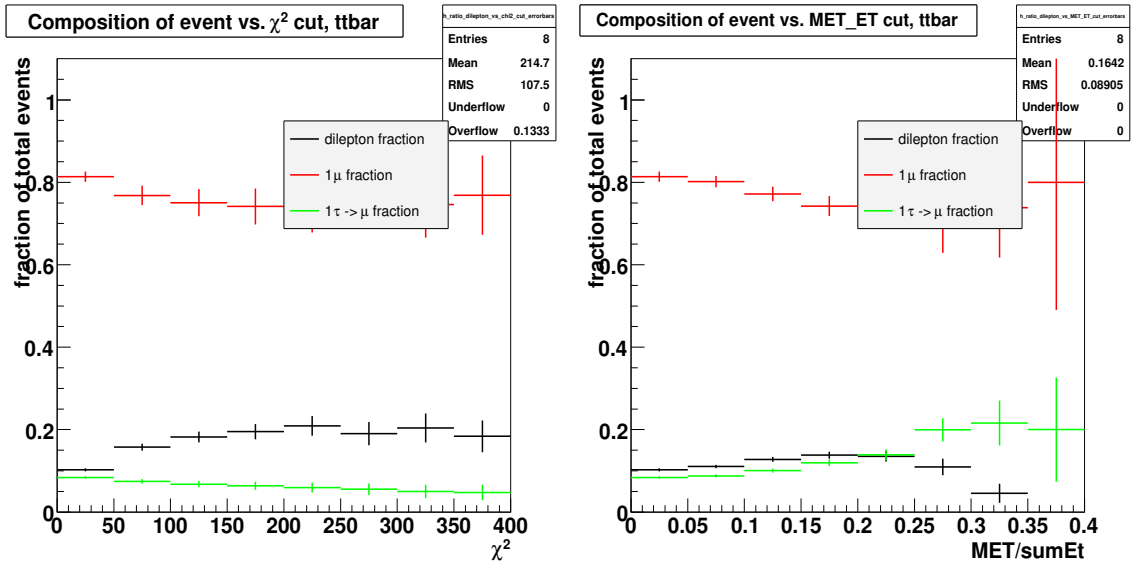 Composition of event vs. χ² cut, ttbar
h_ratio_dilepton_vs_chi2_cut_errorbars
Entries 8
Mean 214.7
RMS 107.5
Underflow 0
Overflow 0.1333
dilepton fraction
1μ fraction
1τ -> μ fraction
fraction of total events
1
0.8
0.6
0.4
0.2
0
0 50 100 150 200 250 300 350 400
χ²
Composition of event vs. MET_ET cut, ttbar
h_ratio_dilepton_vs_MET_ET_cut_errorbars
Entries 8
Mean 0.1642
RMS 0.08905
Underflow 0
Overflow 0
dilepton fraction
1μ fraction
1τ -> μ fraction
fraction of total events
1
0.8
0.6
0.4
0.2
0
0 0.05 0.1 0.15 0.2 0.25 0.3 0.35 0.4
MET/sumEt